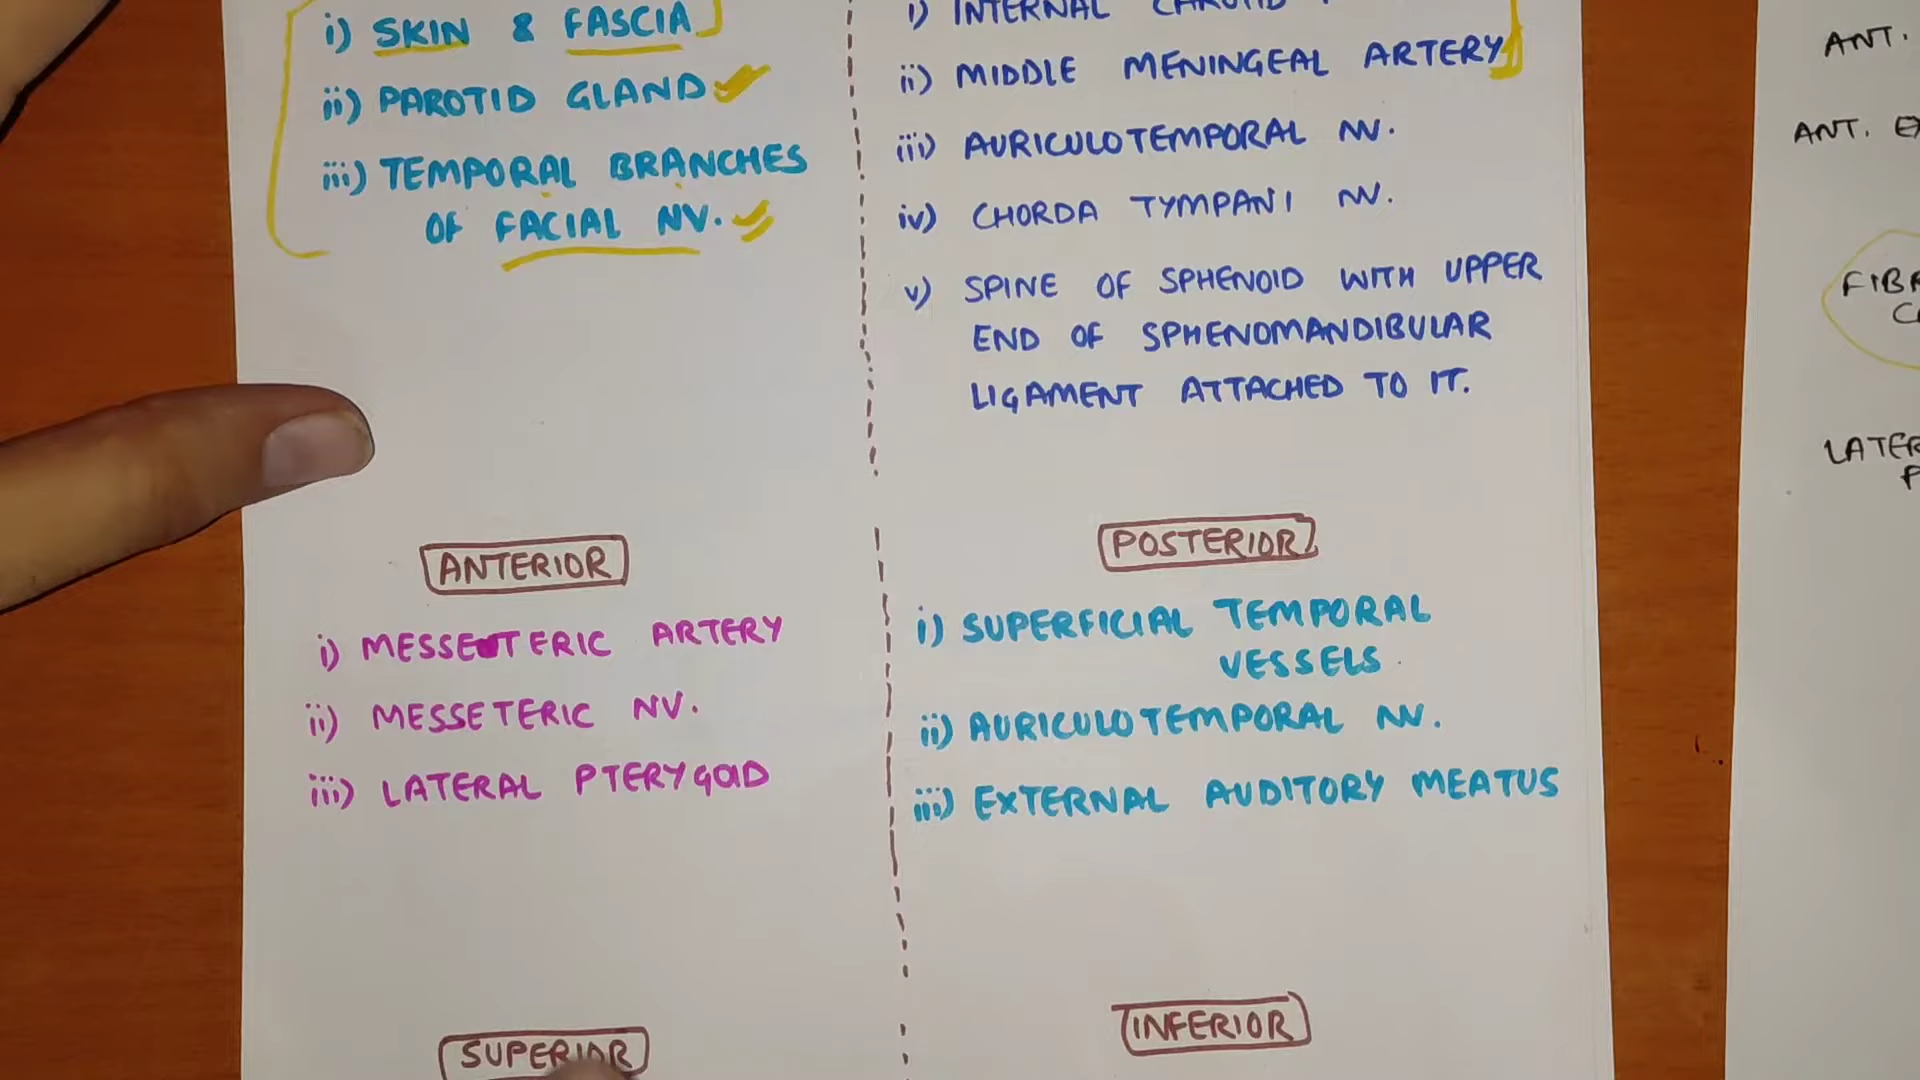 i) SKIN & FASCIA
ii) PAROTID GLAND
iii) TEMPORAL BRANCHES
OF FACIAL NV.
i) INTERNAL
ii) MIDDLE MENINGEAL ARTERY
iii) AURICULOTEMPORAL NV.
iv) CHORDA TYMPANI NV.
v) SPINE OF SPHENOID WITH UPPER
END OF SPHENOMANDIBULAR
LIGAMENT ATTACHED TO IT.
ANTERIOR
i) MESSETERIC ARTERY
ii) MESSETERIC NV.
iii) LATERAL PTERYGOID
POSTERIOR
i) SUPERFICIAL TEMPORAL
VESSELS
ii) AURICULOTEMPORAL NV.
iii) EXTERNAL AUDITORY MEATUS
SUPERIOR
INFERIOR
ANT.
ANT.